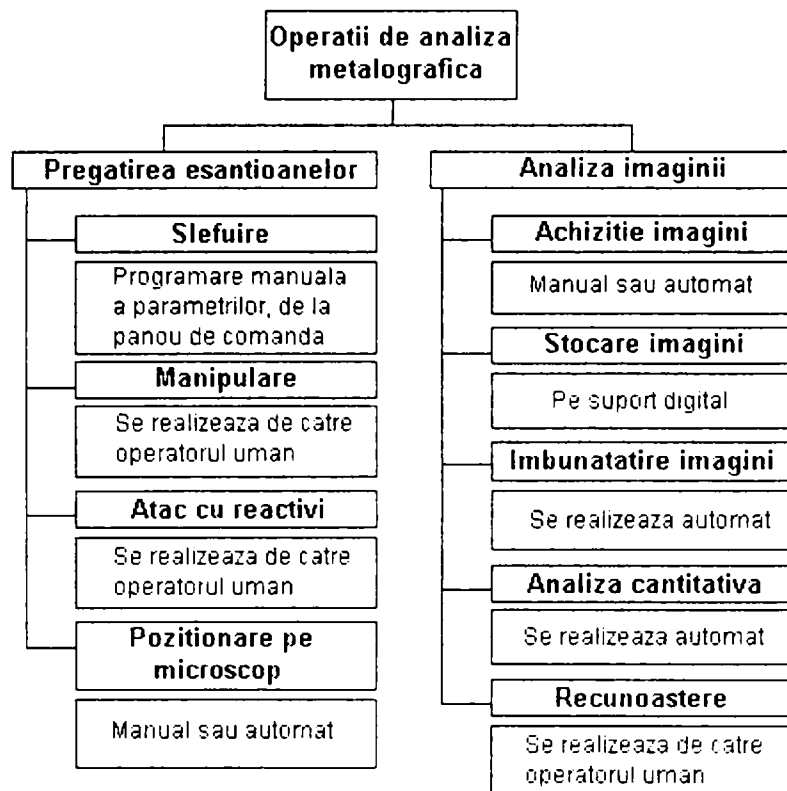 Operatii de analiza
metalografica
Pregatirea esantioanelor
Slefuire
Programare manuala
a parametrilor, de la
panou de comanda
Manipulare
Se realizeaza de catre
operatorul uman
Atac cu reactivi
Se realizeaza de catre
operatorul uman
Pozitionare pe
microscop
Manual sau automat
Analiza imaginii
Achizitie imagini
Manual sau automat
Stocare imagini
Pe suport digital
Imbunatatire imagini
Se realizeaza automat
Analiza cantitativa
Se realizeaza automat
Recunoastere
Se realizeaza de catre
operatorul uman